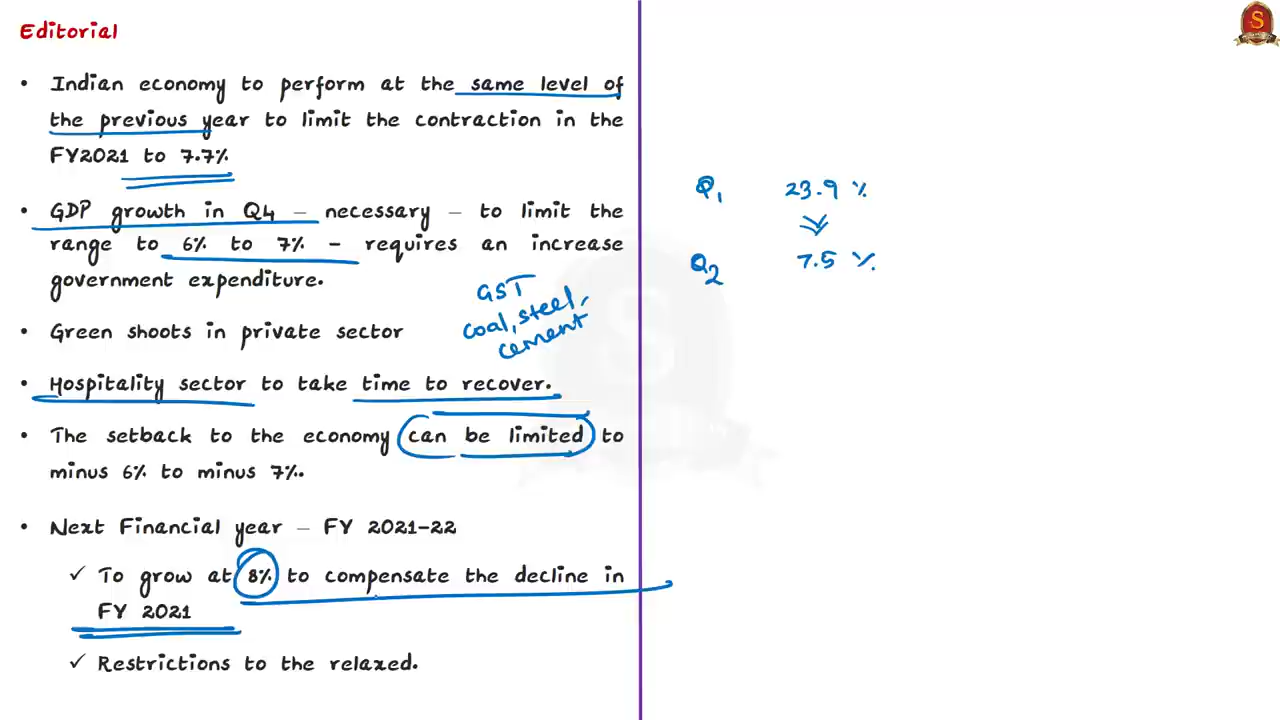 Editorial
• Indian economy to perform at the same level of
the previous year to limit the contraction in the
FY2021 to 7.7%
• GDP growth in Q4 – necessary – to limit the
range to 6% to 7% – requires an increase
government expenditure.
GST
coal, steel,
cement
• Green shoots in private sector
• Hospitality sector to take time to recover.
• The setback to the economy can be limited to
minus 6% to minus 7%.
• Next Financial year – FY 2021-22
✓ To grow at 8% to compensate the decline in
FY 2021
✓ Restrictions to the relaxed.
Q1 23.9 %
Q2 7.5 %
S